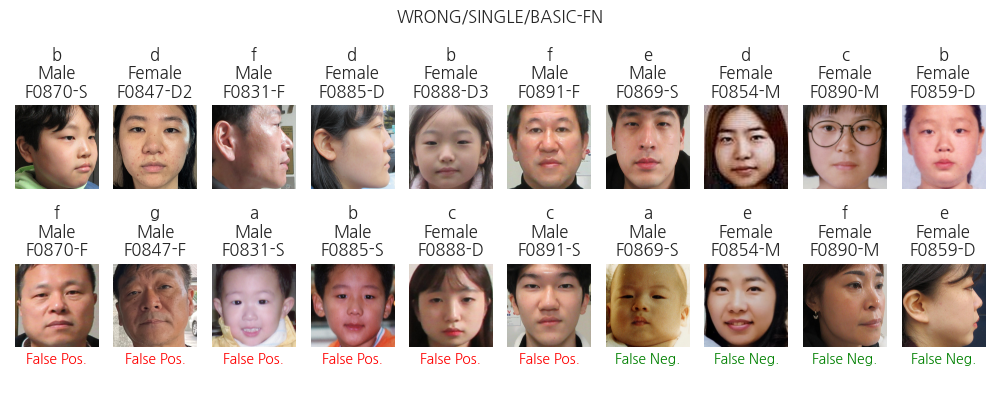 WRONG/SINGLE/BASIC-FN
b d f d b f e d c b
Male Female Male Female Female Male Male Female Female Female
F0870-S F0847-D2 F0831-F F0885-D F0888-D3 F0891-F F0869-S F0854-M F0890-M F0859-D
f g a b c c a e f e
Male Male Male Male Female Male Male Female Female Female
F0870-F F0847-F F0831-S F0885-S F0888-D F0891-S F0869-S F0854-M F0890-M F0859-D
False Pos. False Pos. False Pos. False Pos. False Pos. False Pos. False Neg. False Neg. False Neg. False Neg.